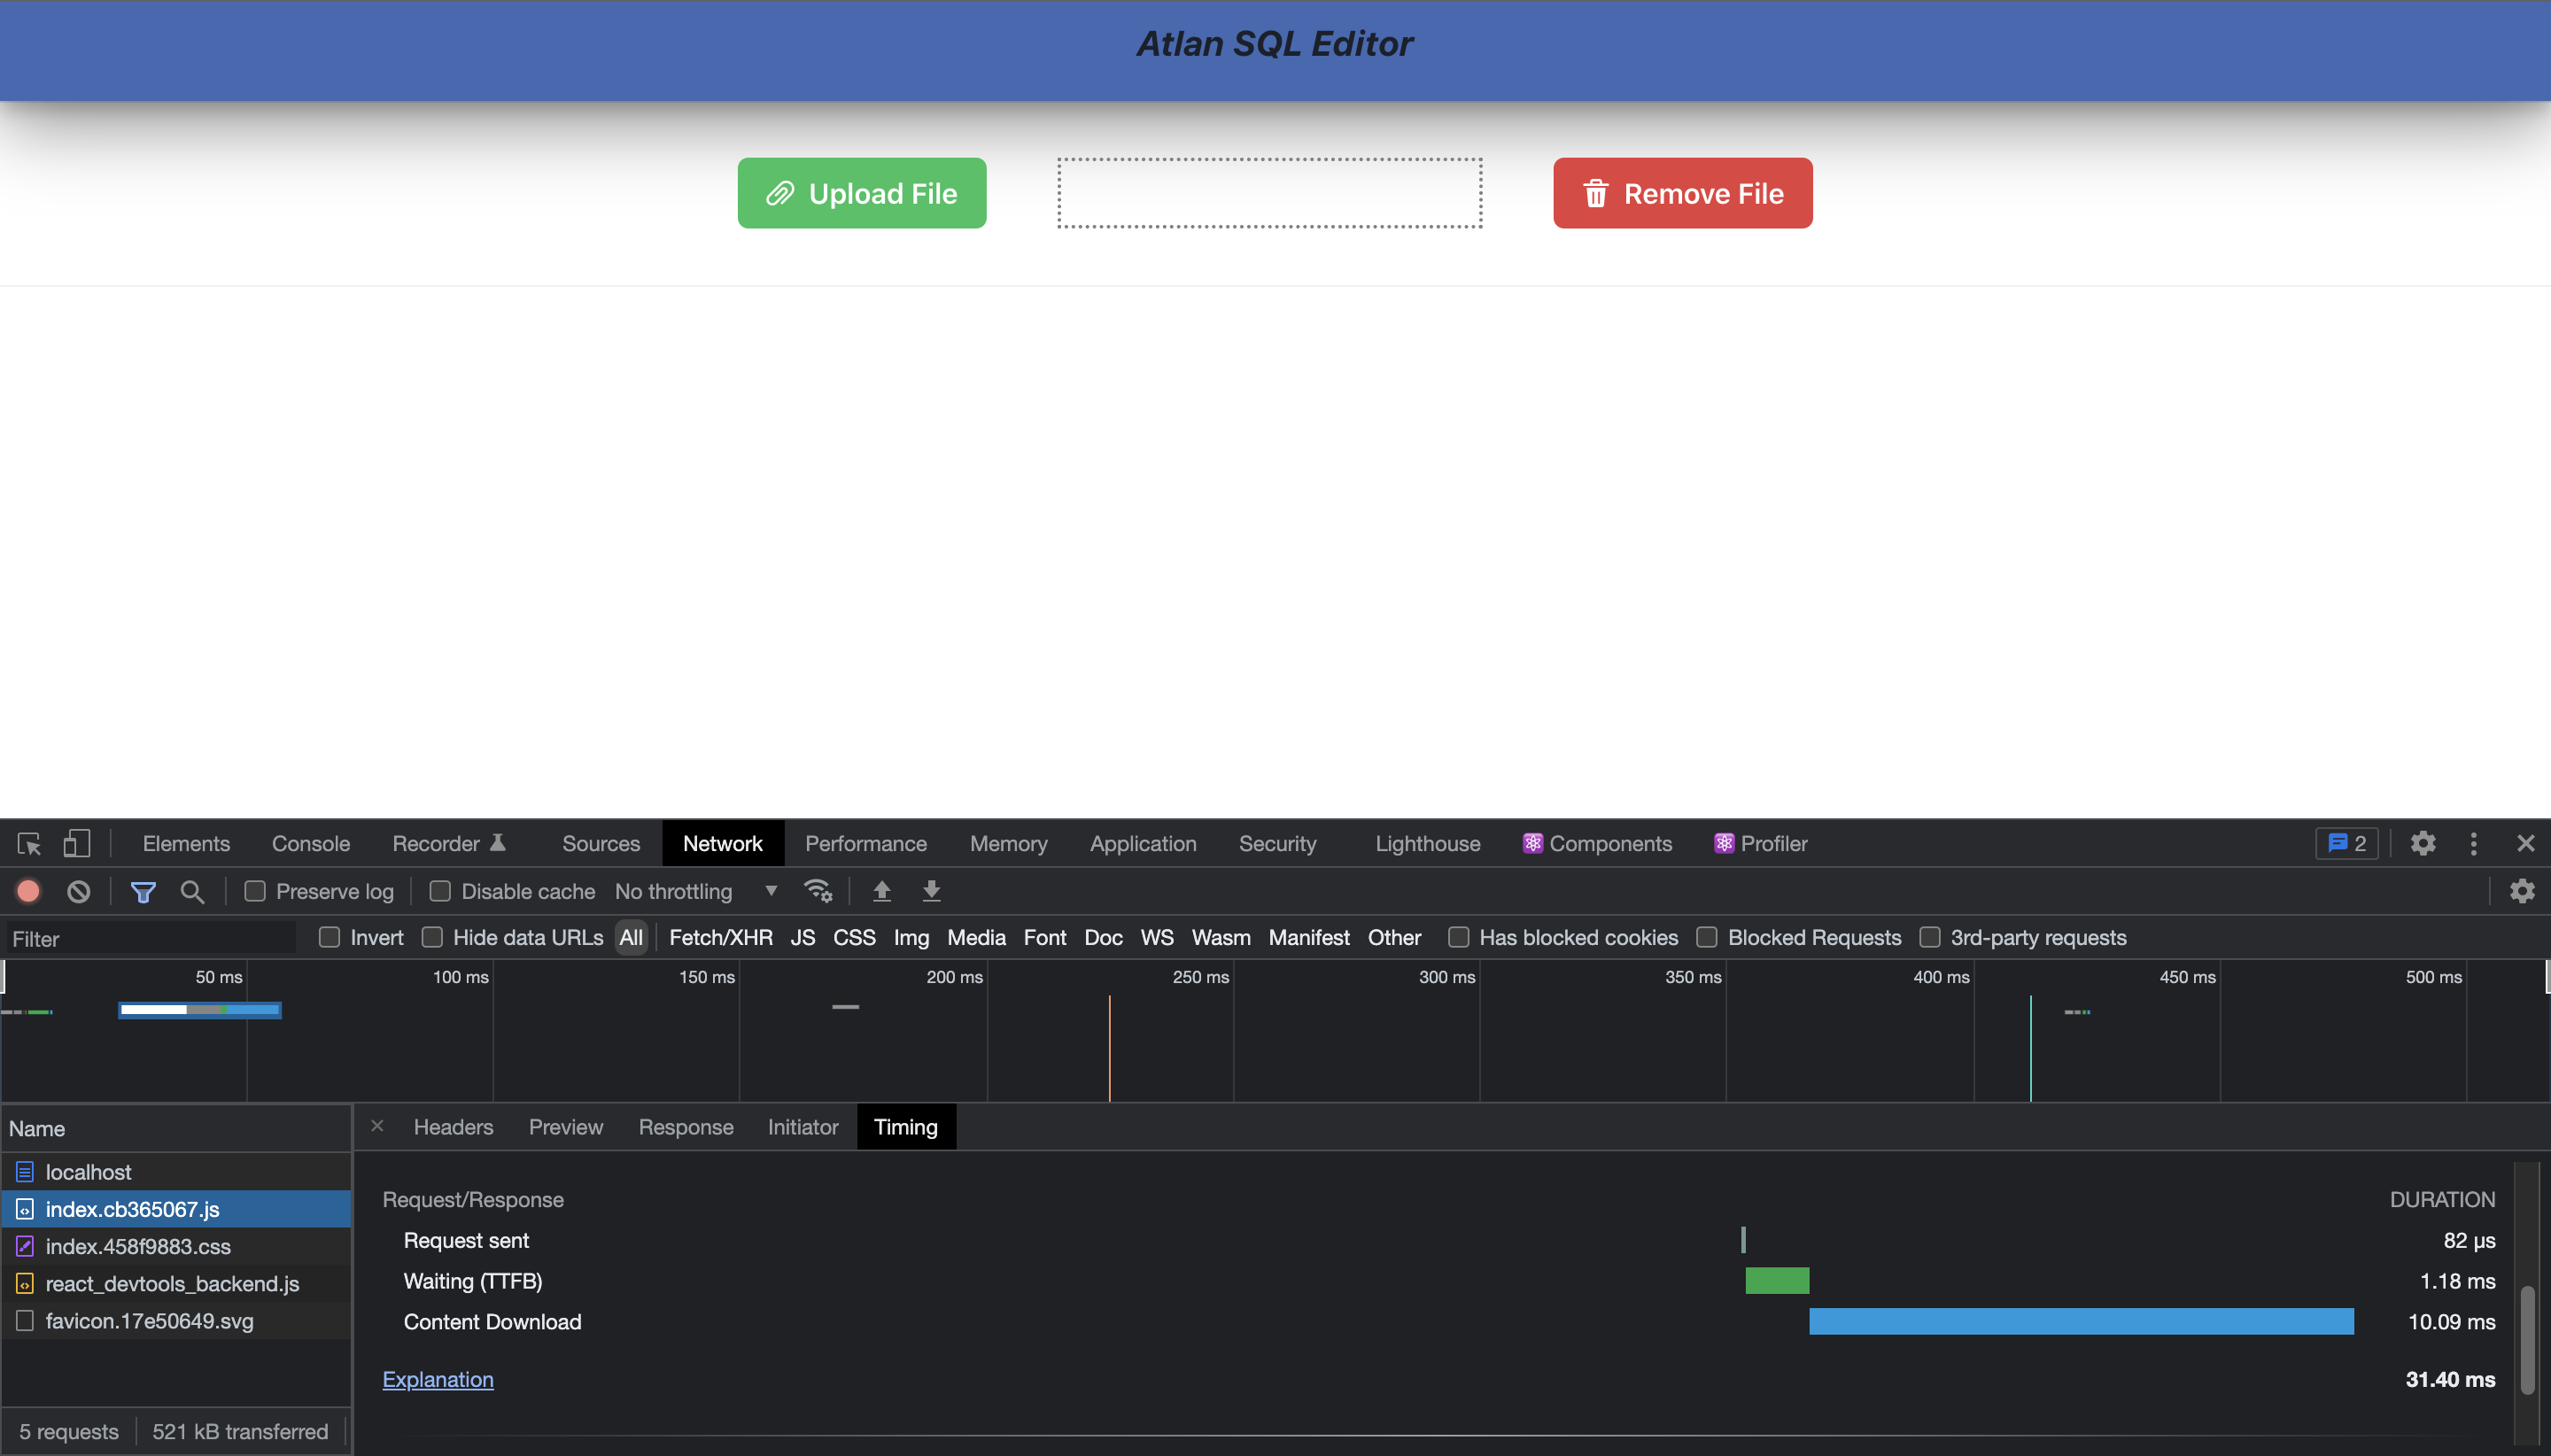 Atlan SQL Editor
Upload File
Remove File
Elements Console Recorder Sources Network Performance Memory Application Security Lighthouse Components Profiler 2
Preserve log Disable cache No throttling
Filter Invert Hide data URLs All Fetch/XHR JS CSS Img Media Font Doc WS Wasm Manifest Other Has blocked cookies Blocked Requests 3rd-party requests
50 ms 100 ms 150 ms 200 ms 250 ms 300 ms 350 ms 400 ms 450 ms 500 ms
Name
Headers Preview Response Initiator Timing
localhost
index.cb365067.js
index.458f9883.css
react_devtools_backend.js
favicon.17e50649.svg
5 requests 521 kB transferred
Request/Response DURATION
Request sent 82 μs
Waiting (TTFB) 1.18 ms
Content Download 10.09 ms
Explanation 31.40 ms